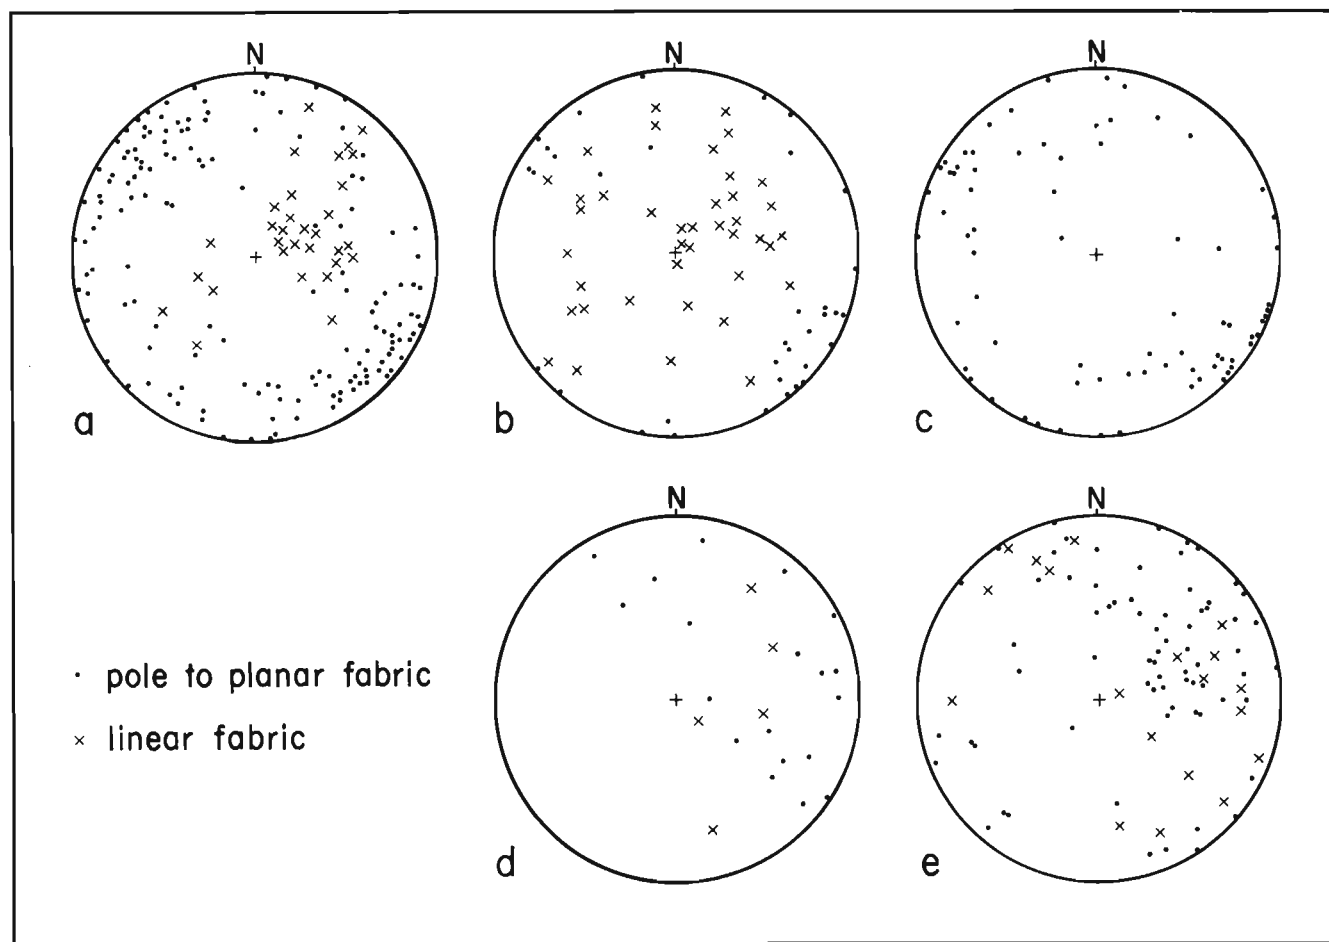 N N N
a b c
N N
· pole to planar fabric
× linear fabric
d e